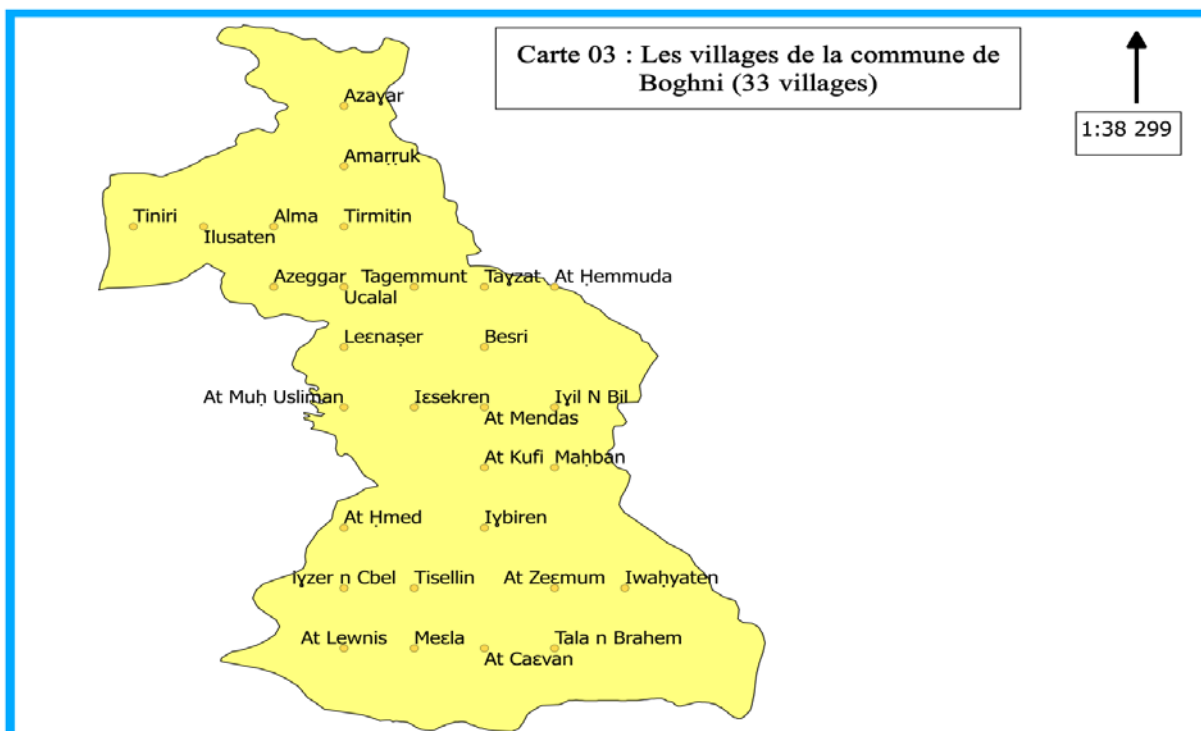 Carte 03 : Les villages de la commune de
Boghni (33 villages)
1:38 299
Azaɣar
Amaṛṛuk
Tiniri
Ilusaten
Alma
Tirmitin
Azeggar
Ucalal
Tagemmunt
Taɣzat
At Ḥemmuda
Leɛnaṣer
Besri
At Muḥ Usliman
Iɛsekren
At Mendas
Iɣil N Bil
At Kufi
Maḥban
At Ḥmed
Iɣbiren
Iɣzer n Cbel
Tisellin
At Zeɛmum
Iwaḥyaten
At Lewnis
Meɛla
At Caɛvan
Tala n Brahem